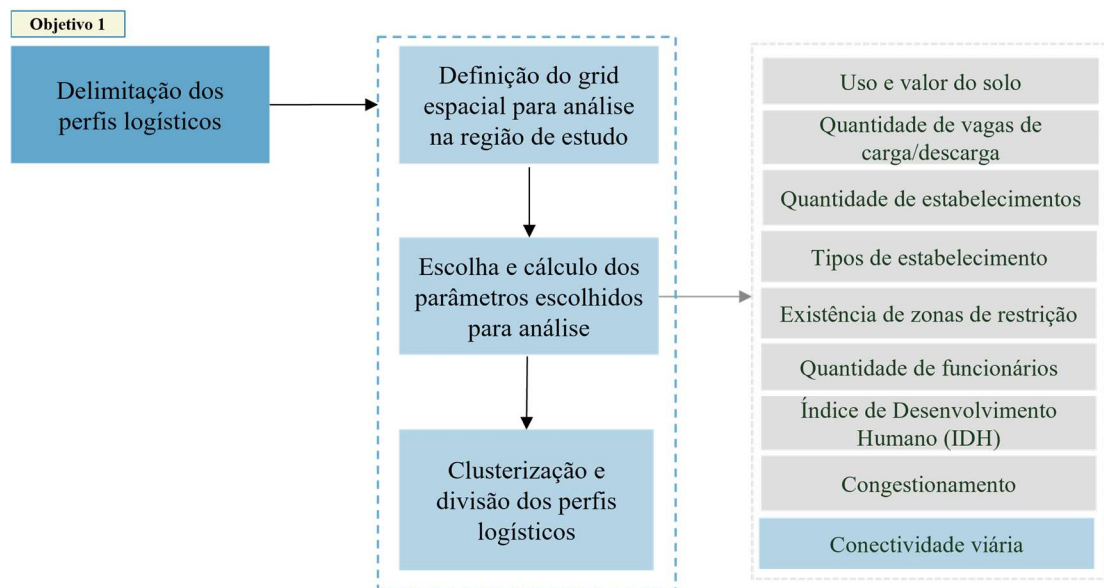 Objetivo 1
Delimitação dos
perfis logísticos
Definição do grid
espacial para análise
na região de estudo
Escolha e cálculo dos
parâmetros escolhidos
para análise
Clusterização e
divisão dos perfis
logísticos
Uso e valor do solo
Quantidade de vagas de
carga/descarga
Quantidade de estabelecimentos
Tipos de estabelecimento
Existência de zonas de restrição
Quantidade de funcionários
Índice de Desenvolvimento
Humano (IDH)
Congestionamento
Conectividade viária